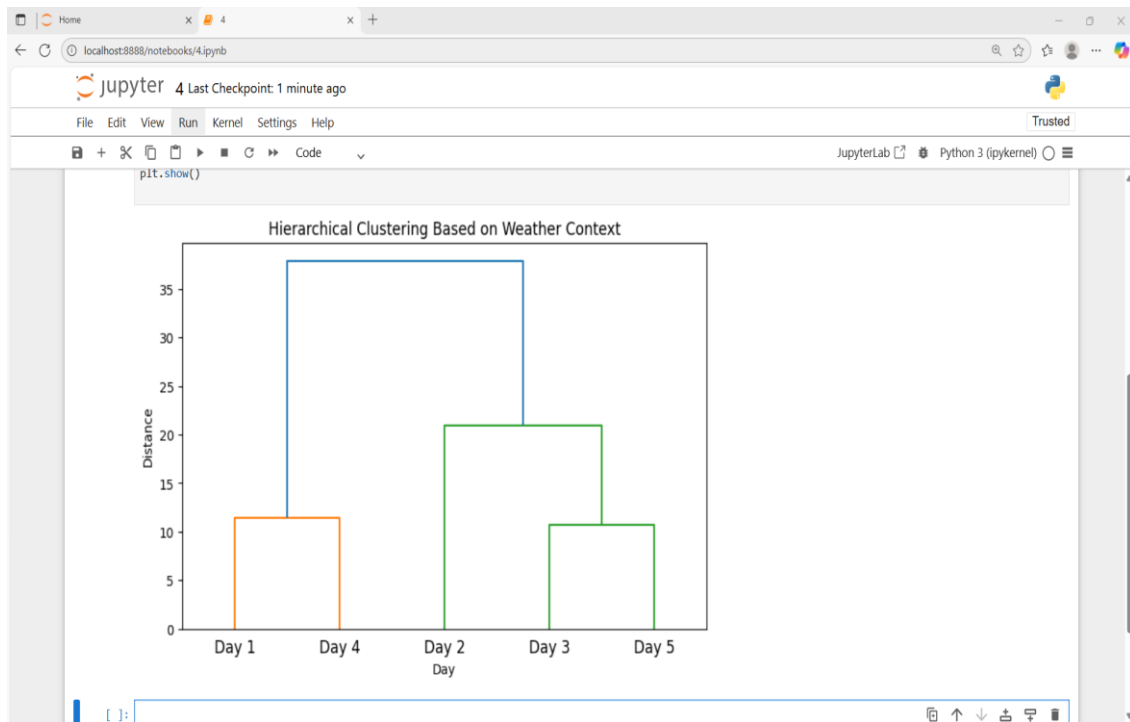 Home
4
localhost:8888/notebooks/4.ipynb
jupyter 4 Last Checkpoint: 1 minute ago
File Edit View Run Kernel Settings Help
Trusted
Code
JupyterLab
Python 3 (ipykernel)
plt.show()
Hierarchical Clustering Based on Weather Context
Distance
35
30
25
20
15
10
5
0
Day 1 Day 4 Day 2 Day 3 Day 5
Day
[ ]: